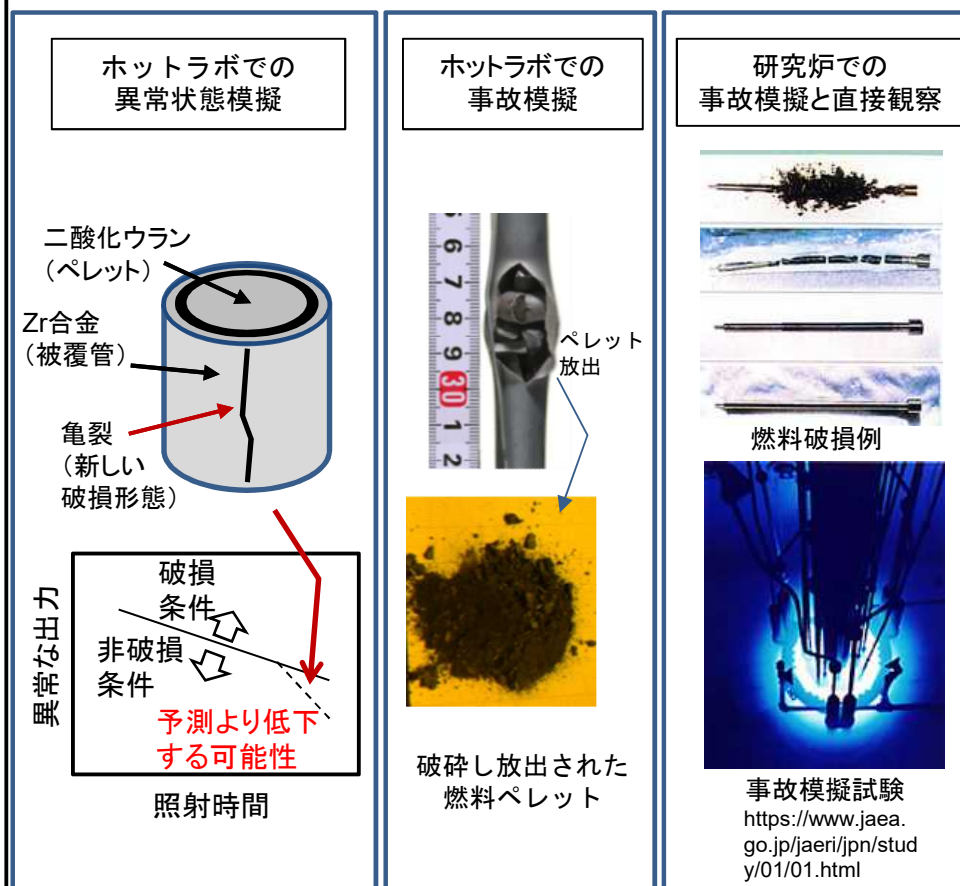 ホットラボでの
異常状態模擬
二酸化ウラン
（ペレット）
Zr合金
（被覆管）
亀裂
（新しい
破損形態）
異常な出力
破損
条件
非破損
条件
予測より低下
する可能性
照射時間
ホットラボでの
事故模擬
6
7
8
9
30
1
2
ペレット
放出
破砕し放出された
燃料ペレット
研究炉での
事故模擬と直接観察
燃料破損例
事故模擬試験
https://www.jaea.
go.jp/jaeri/jpn/stud
y/01/01.html